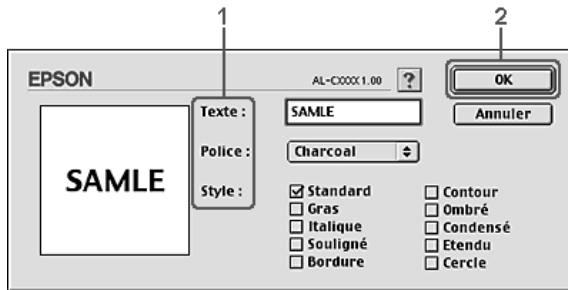 1
2
EPSON
AL-CXXXX 1.00
?
OK
Texte :
SAMLE
Annuler
Police :
Charcoal
SAMLE
Style :
Standard
Contour
Gras
Ombré
Italique
Condensé
Souligné
Etendu
Bordure
Cercle